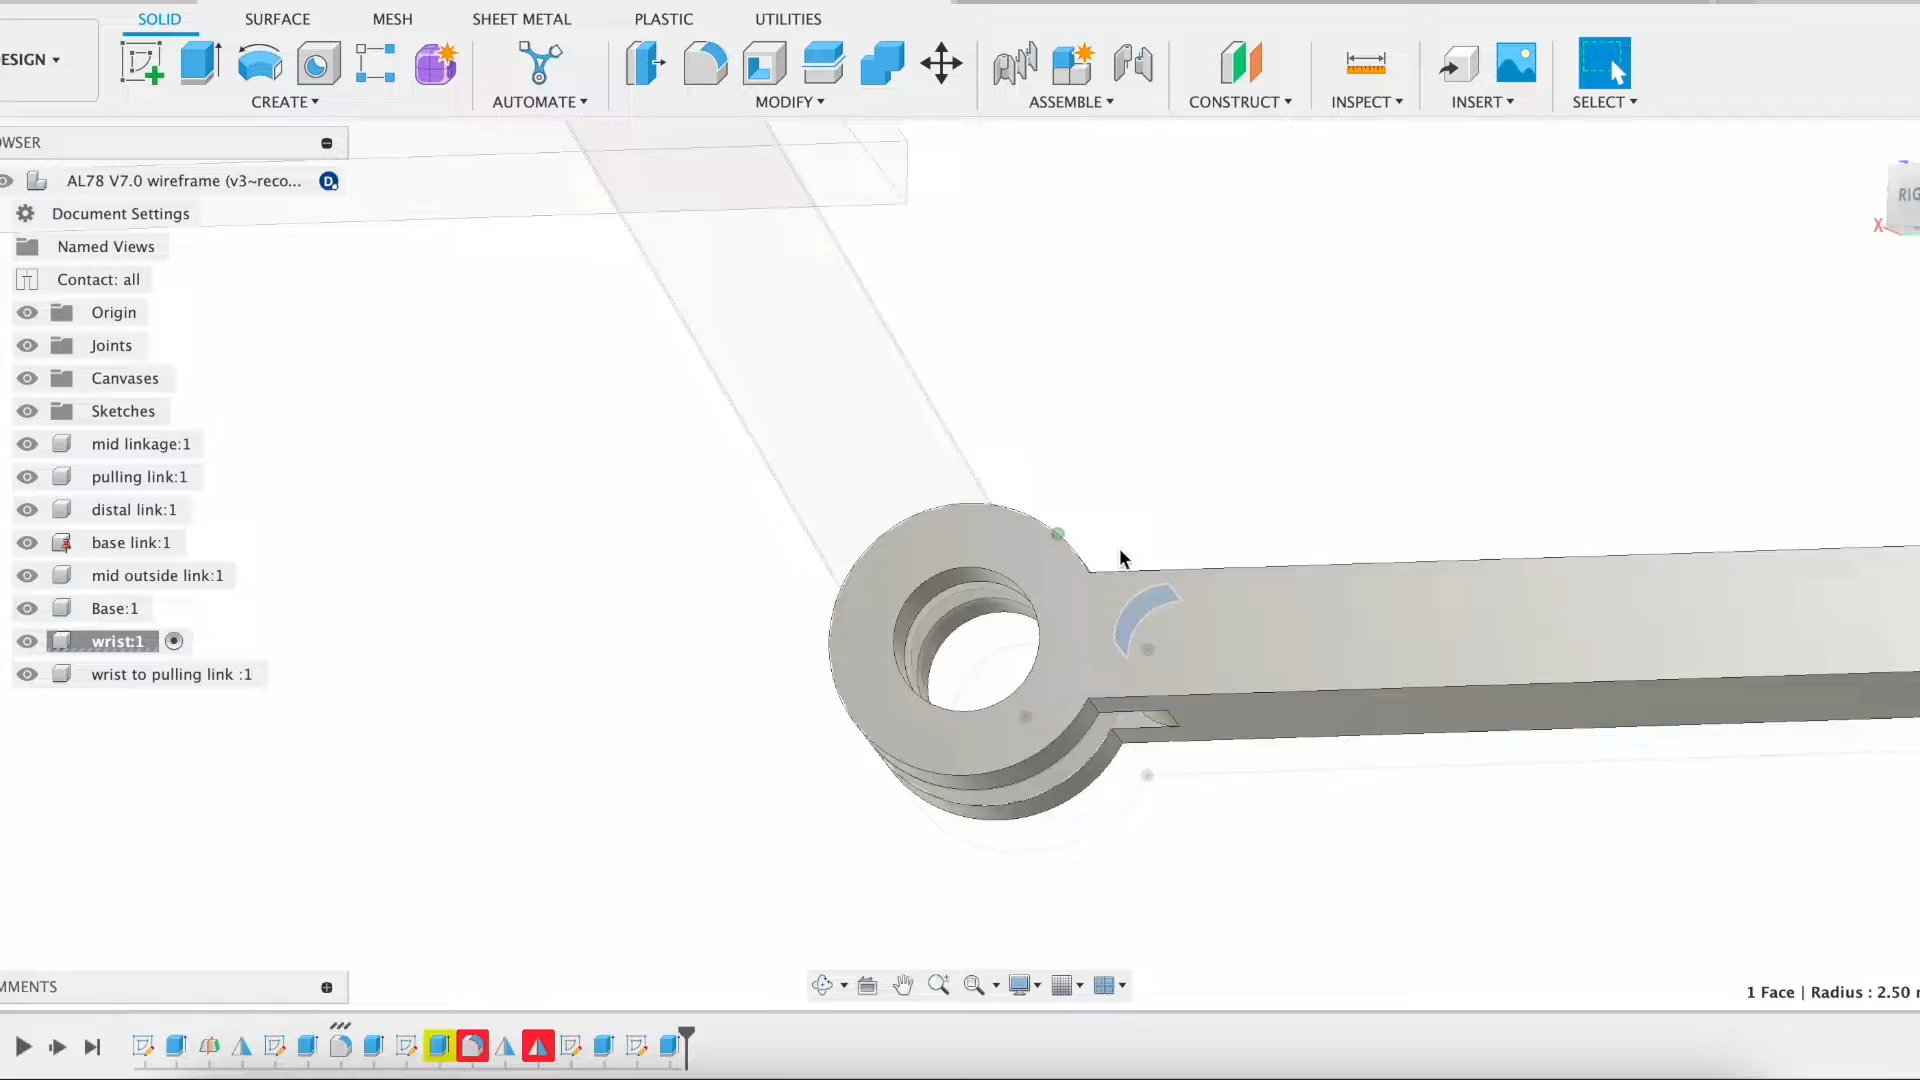 SOLID SURFACE MESH SHEET METAL PLASTIC UTILITIES
ESIGN
CREATE AUTOMATE MODIFY ASSEMBLE CONSTRUCT INSPECT INSERT SELECT
OWSER
AL78 V7.0 wireframe (v3~reco... D
Document Settings
Named Views
RIG
X
Contact: all
Origin
Joints
Canvases
Sketches
mid linkage:1
pulling link:1
distal link:1
base link:1
mid outside link:1
Base:1
wrist:1
wrist to pulling link :1
MMENTS
1 Face | Radius : 2.50